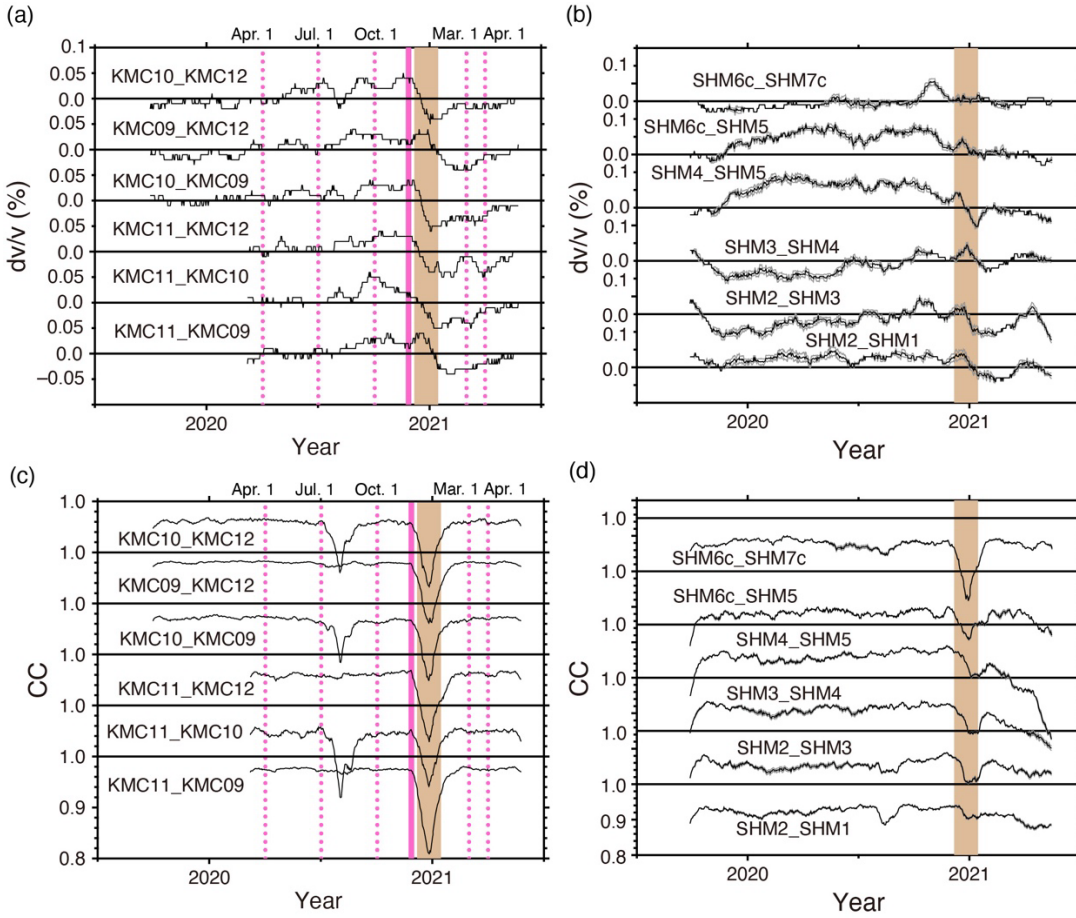 (a)
Apr. 1 Jul. 1 Oct. 1 Mar. 1 Apr. 1
0.1
KMC10_KMC12
0.05
0.0
0.05
KMC09_KMC12
0.0
0.05
KMC10_KMC09
0.0
0.05
KMC11_KMC12
0.0
0.05
KMC11_KMC10
0.0
0.05
KMC11_KMC09
0.0
−0.05
dv/v (%)
2020 2021
Year
(b)
0.1
SHM6c_SHM7c
0.0
0.1
SHM6c_SHM5
0.0
SHM4_SHM5
0.1
0.0
0.1
SHM3_SHM4
0.0
0.1
SHM2_SHM3
0.0
0.1
SHM2_SHM1
0.0
dv/v (%)
2020 2021
Year
(c)
Apr. 1 Jul. 1 Oct. 1 Mar. 1 Apr. 1
1.0
KMC10_KMC12
1.0
KMC09_KMC12
1.0
KMC10_KMC09
1.0
KMC11_KMC12
1.0
KMC11_KMC10
1.0
KMC11_KMC09
0.9
0.8
CC
2020 2021
Year
(d)
1.0
SHM6c_SHM7c
1.0
SHM6c_SHM5
1.0
SHM4_SHM5
1.0
SHM3_SHM4
1.0
SHM2_SHM3
1.0
0.9
SHM2_SHM1
0.8
CC
2020 2021
Year